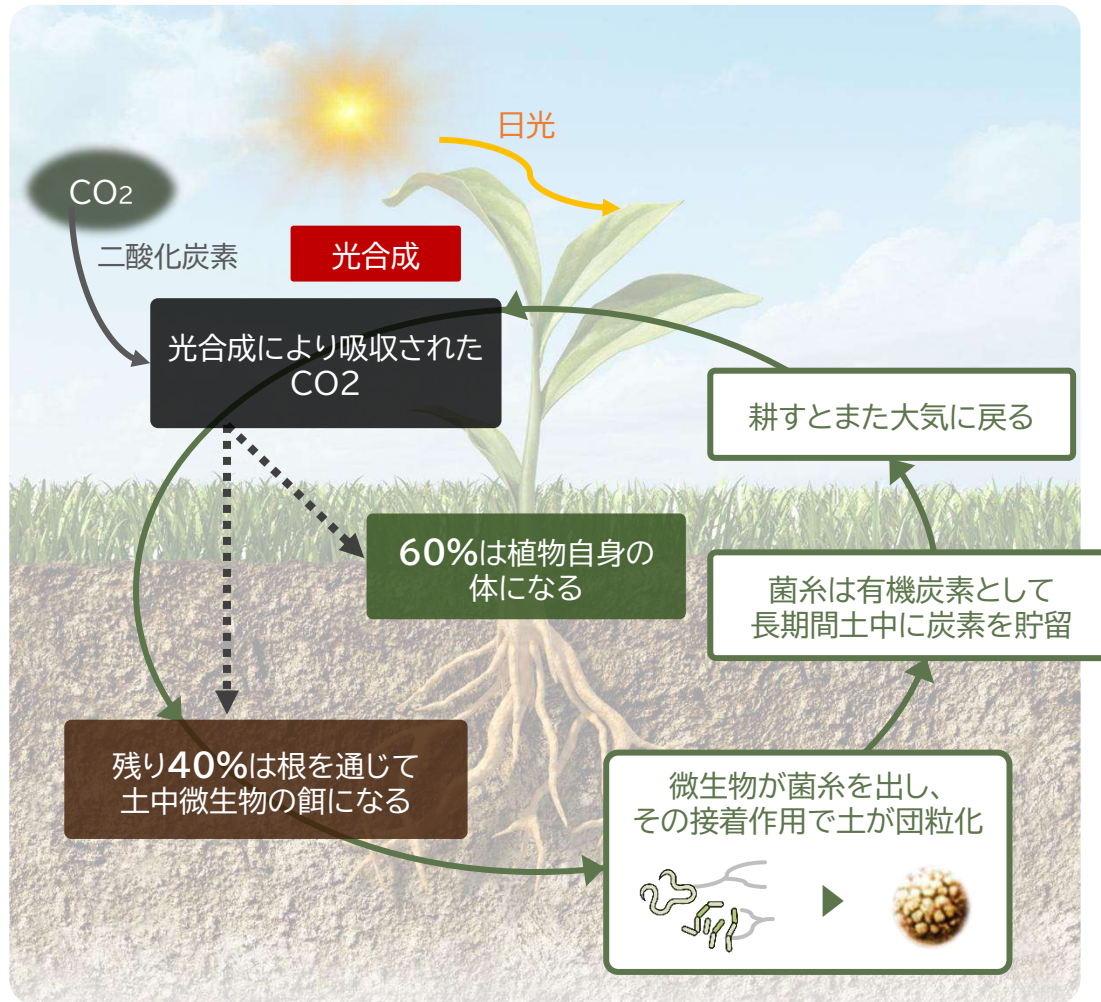 日光
CO2
二酸化炭素
光合成
光合成により吸収された
CO2
耕すとまた大気に戻る
60%は植物自身の
体になる
菌糸は有機炭素として
長期間土中に炭素を貯留
残り40%は根を通じて
土中微生物の餌になる
微生物が菌糸を出し、
その接着作用で土が団粒化